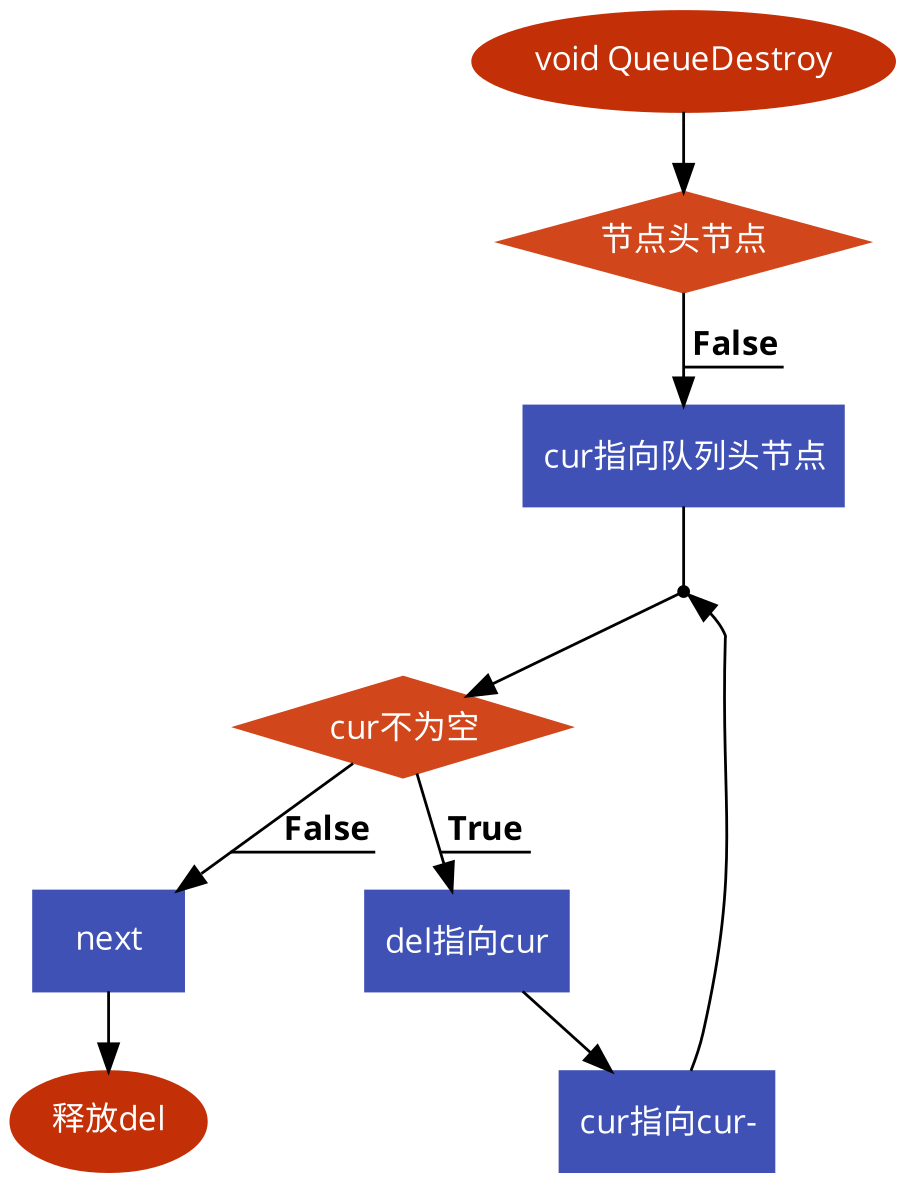 void QueueDestroy
节点头节点
False
cur指向队列头节点
cur不为空
False
True
next
del指向cur
释放del
cur指向cur-